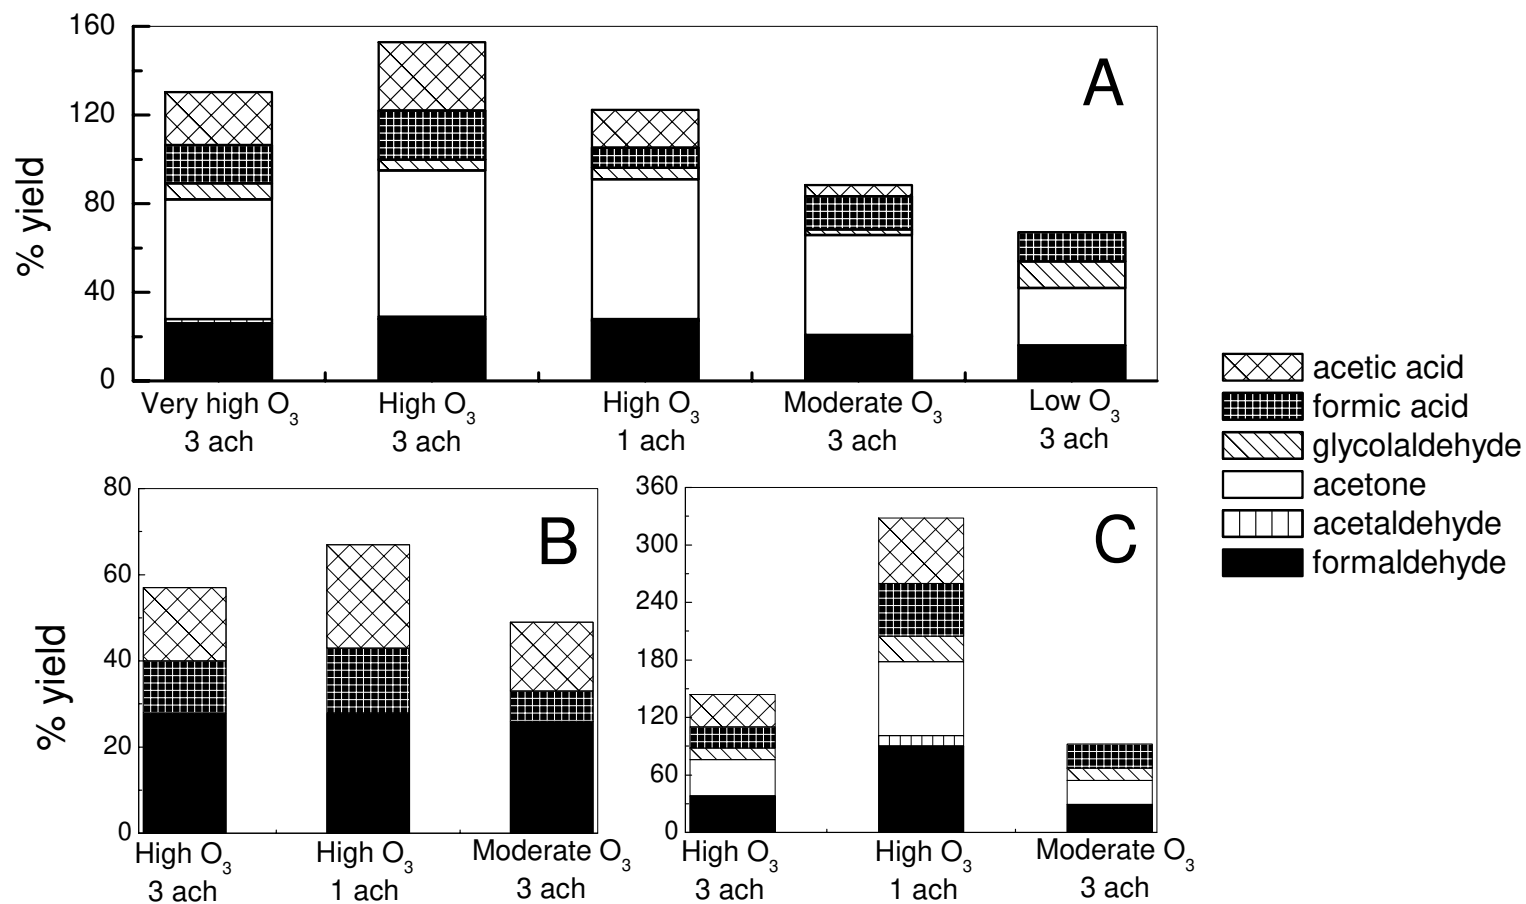 160
120
80
40
0
% yield
A
Very high O3
3 ach
High O3
3 ach
High O3
1 ach
Moderate O3
3 ach
Low O3
3 ach
acetic acid
formic acid
glycolaldehyde
acetone
acetaldehyde
formaldehyde
80
60
40
20
0
% yield
B
High O3
3 ach
High O3
1 ach
Moderate O3
3 ach
360
300
240
180
120
60
0
C
High O3
3 ach
High O3
1 ach
Moderate O3
3 ach